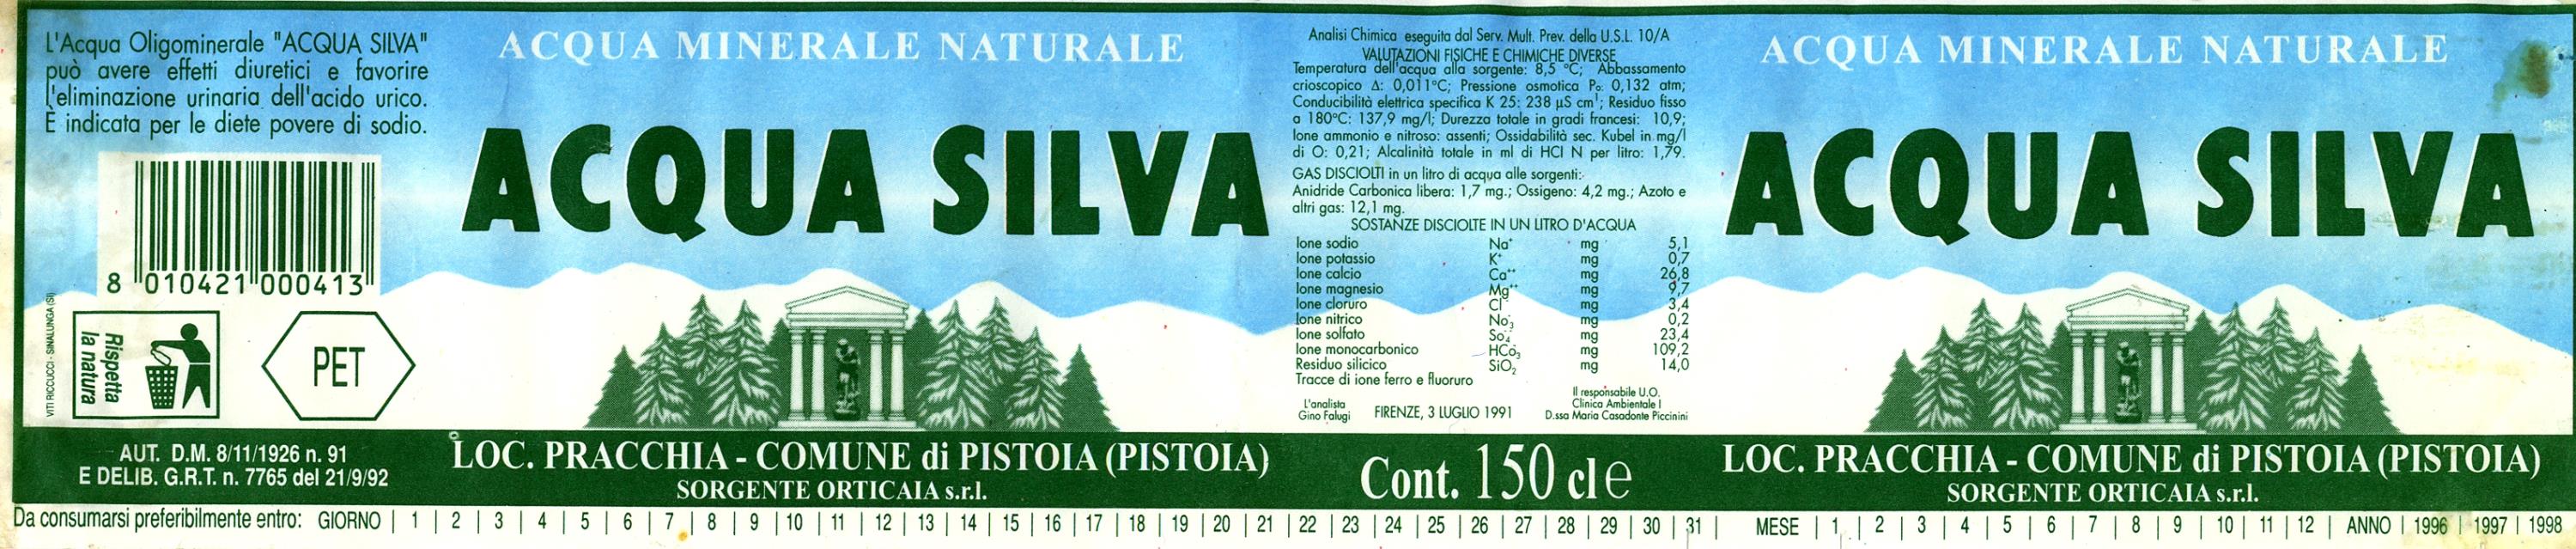 L'Acqua Oligominerale "ACQUA SILVA"
può avere effetti diuretici e favorire
l'eliminazione urinaria dell'acido urico.
È indicata per le diete povere di sodio.
8 010421 000413
VITI RICCUCCI - SINALUNGA (SI)
Rispetta
la natura
PET
AUT. D.M. 8/11/1926 n. 91
E DELIB. G.R.T. n. 7765 del 21/9/92
ACQUA MINERALE NATURALE
ACQUA SILVA
LOC. PRACCHIA - COMUNE di PISTOIA (PISTOIA)
SORGENTE ORTICAIA s.r.l.
Analisi Chimica eseguita dal Serv. Mult. Prev. della U.S.L. 10/A
VALUTAZIONI FISICHE E CHIMICHE DIVERSE
Temperatura dell'acqua alla sorgente: 8,5 °C; Abbassamento
crioscopico Δ: 0,011°C; Pressione osmotica Po: 0,132 atm;
Conducibilità elettrica specifica K 25: 238 µS cm¹; Residuo fisso
a 180°C: 137,9 mg/l; Durezza totale in gradi francesi: 10,9;
Ione ammonio e nitroso: assenti; Ossidabilità sec. Kubel in mg/l
di O: 0,21; Alcalinità totale in ml di HCl N per litro: 1,79.
GAS DISCIOLTI in un litro di acqua alle sorgenti:
Anidride Carbonica libera: 1,7 mg.; Ossigeno: 4,2 mg.; Azoto e
altri gas: 12,1 mg.
SOSTANZE DISCIOLTE IN UN LITRO D'ACQUA
Ione sodio Na⁺ mg 5,1
Ione potassio K⁺ mg 0,7
Ione calcio Ca⁺⁺ mg 26,8
Ione magnesio Mg⁺⁺ mg 9,7
Ione cloruro Cl⁻ mg 3,4
Ione nitrico No₃⁻ mg 0,2
Ione solfato So₄⁻⁻ mg 23,4
Ione monocarbonico HCo₃⁻ mg 109,2
Residuo silicico SiO₂ mg 14,0
Tracce di ione ferro e fluoruro
L'analista
Gino Falugi
FIRENZE, 3 LUGLIO 1991
Il responsabile U.O.
Clinica Ambientale I
D.ssa Maria Casadonte Piccinini
Cont. 150 cl e
ACQUA MINERALE NATURALE
ACQUA SILVA
LOC. PRACCHIA - COMUNE di PISTOIA (PISTOIA)
SORGENTE ORTICAIA s.r.l.
Da consumarsi preferibilmente entro: GIORNO | 1 | 2 | 3 | 4 | 5 | 6 | 7 | 8 | 9 | 10 | 11 | 12 | 13 | 14 | 15 | 16 | 17 | 18 | 19 | 20 | 21 | 22 | 23 | 24 | 25 | 26 | 27 | 28 | 29 | 30 | 31 | MESE | 1 | 2 | 3 | 4 | 5 | 6 | 7 | 8 | 9 | 10 | 11 | 12 | ANNO | 1996 | 1997 | 1998